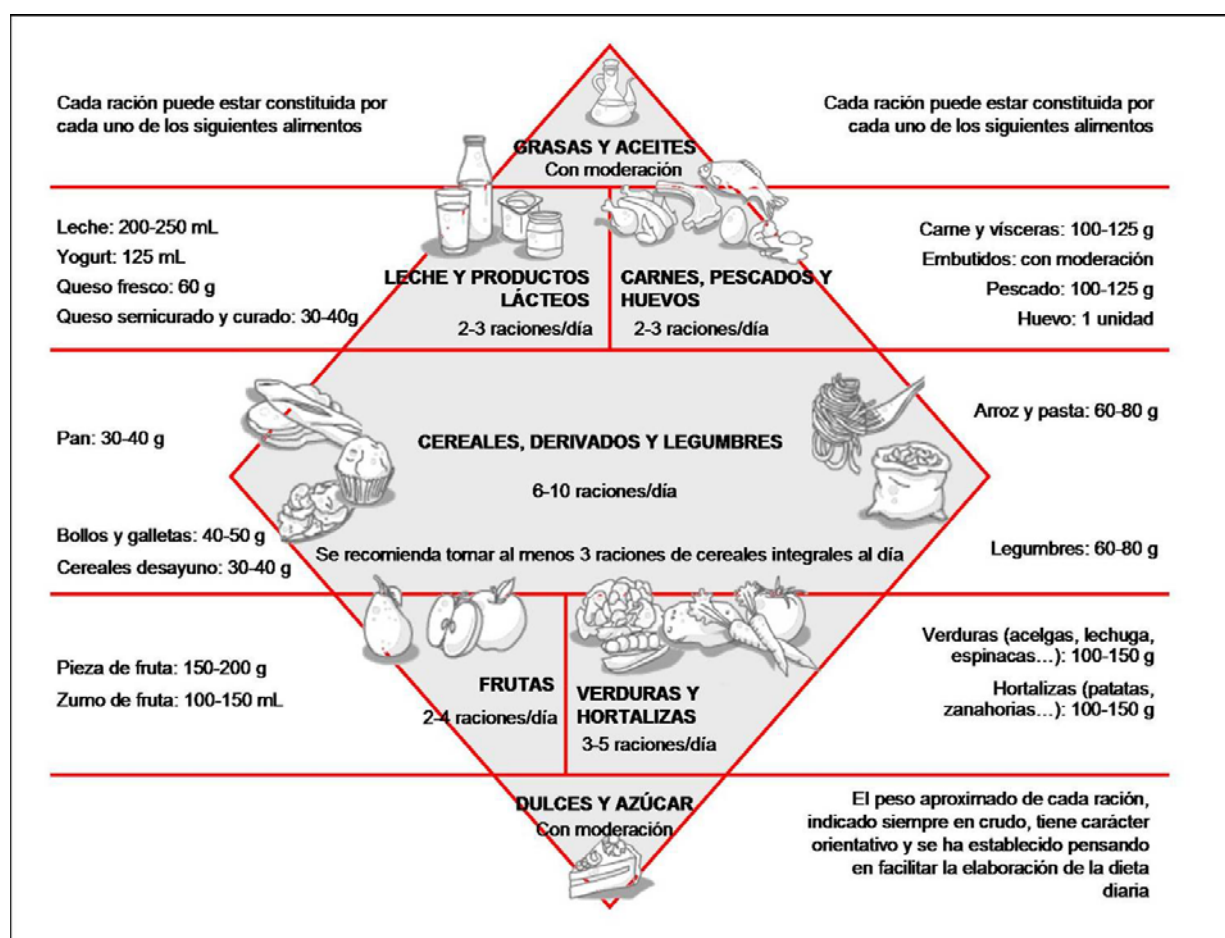 Cada ración puede estar constituida por
cada uno de los siguientes alimentos
Cada ración puede estar constituida por
cada uno de los siguientes alimentos
GRASAS Y ACEITES
Con moderación
Leche: 200-250 mL
Yogurt: 125 mL
Queso fresco: 60 g
Queso semicurado y curado: 30-40g
LECHE Y PRODUCTOS
LÁCTEOS
2-3 raciones/día
CARNES, PESCADOS Y
HUEVOS
2-3 raciones/día
Carne y vísceras: 100-125 g
Embutidos: con moderación
Pescado: 100-125 g
Huevo: 1 unidad
Pan: 30-40 g
Bollos y galletas: 40-50 g
Cereales desayuno: 30-40 g
CEREALES, DERIVADOS Y LEGUMBRES
6-10 raciones/día
Se recomienda tomar al menos 3 raciones de cereales integrales al día
Arroz y pasta: 60-80 g
Legumbres: 60-80 g
Pieza de fruta: 150-200 g
Zumo de fruta: 100-150 mL
FRUTAS
2-4 raciones/día
VERDURAS Y
HORTALIZAS
3-5 raciones/día
Verduras (acelgas, lechuga,
espinacas…): 100-150 g
Hortalizas (patatas,
zanahorias…): 100-150 g
DULCES Y AZÚCAR
Con moderación
El peso aproximado de cada ración,
indicado siempre en crudo, tiene carácter
orientativo y se ha establecido pensando
en facilitar la elaboración de la dieta
diaria